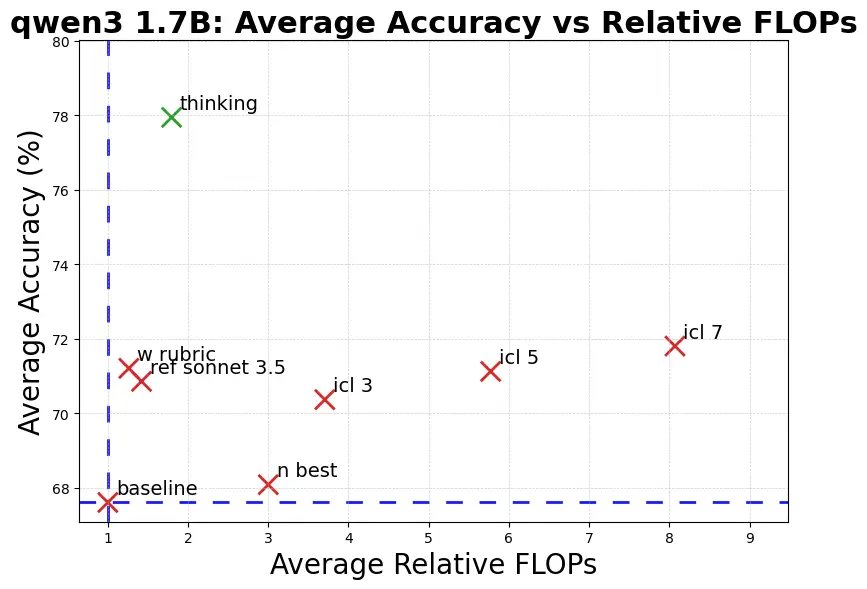 qwen3 1.7B: Average Accuracy vs Relative FLOPs
80
78
76
74
72
70
68
Average Accuracy (%)
thinking
w rubric
ref sonnet 3.5
icl 7
icl 5
icl 3
n best
baseline
1 2 3 4 5 6 7 8 9
Average Relative FLOPs